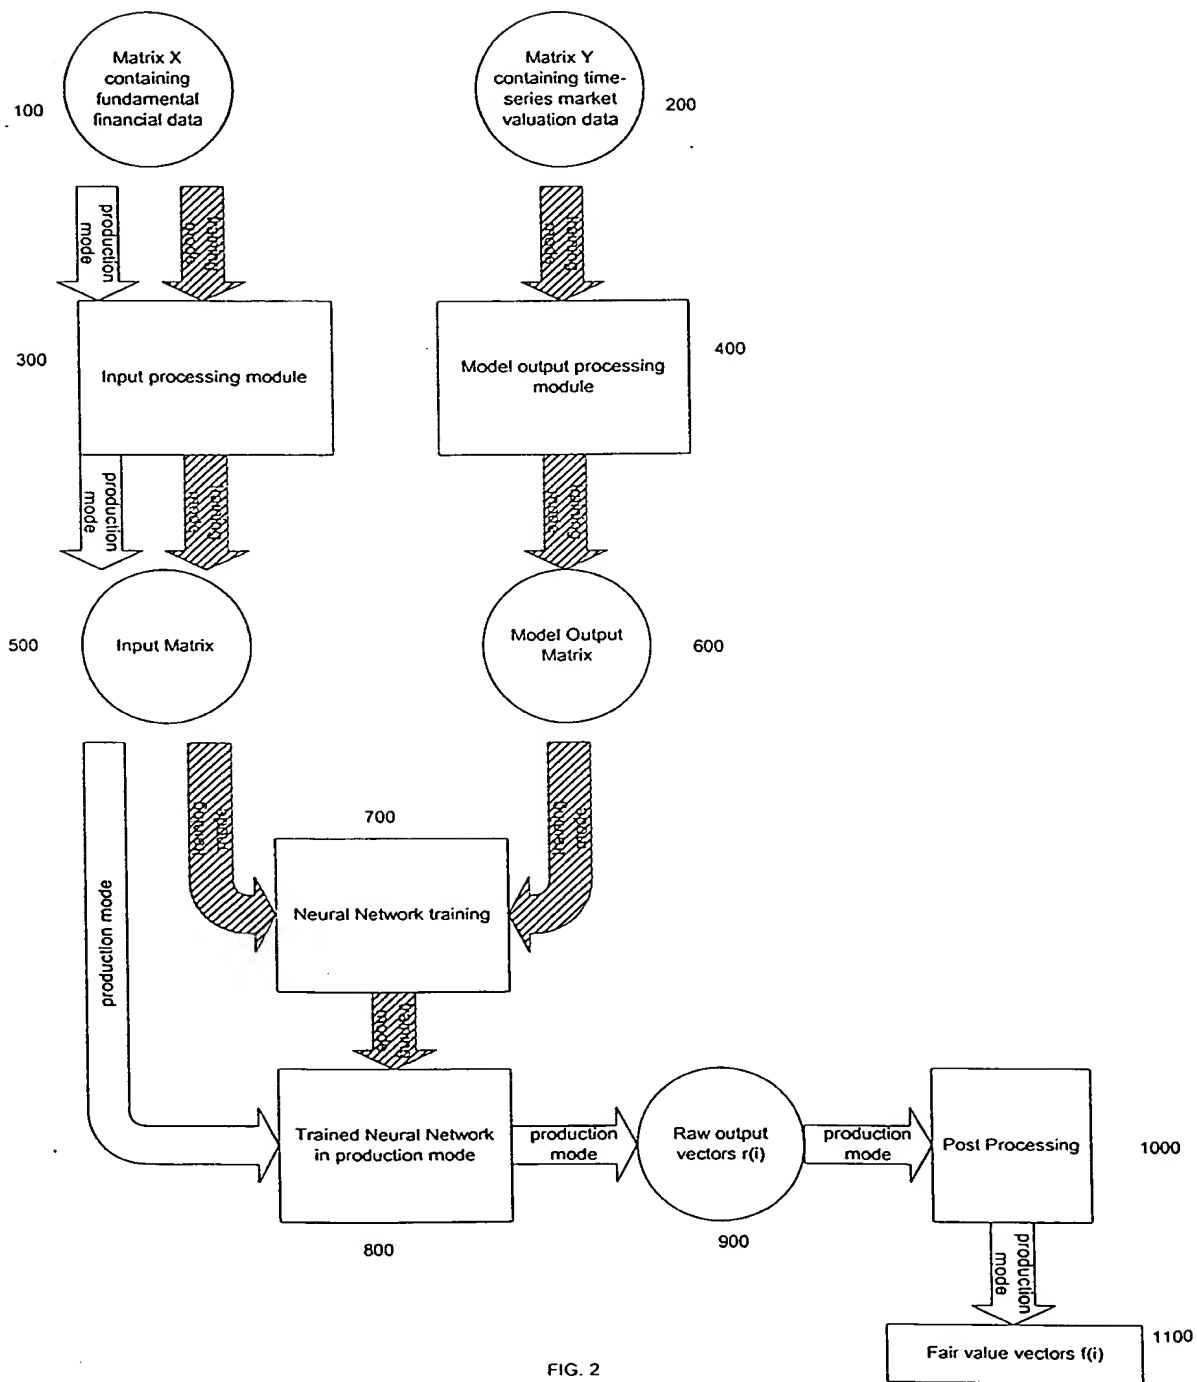 Matrix X
containing
fundamental
financial data
100
Matrix Y
containing time-
series market
valuation data
200
production
mode
training
mode
training
mode
300
Input processing module
Model output processing
module
400
production
mode
training
mode
training
mode
500
Input Matrix
Model Output
Matrix
600
production mode
training
mode
training
mode
700
Neural Network training
training
mode
Trained Neural Network
in production mode
800
production
mode
Raw output
vectors r(i)
900
production
mode
Post Processing
1000
production
mode
Fair value vectors f(i)
1100
FIG. 2